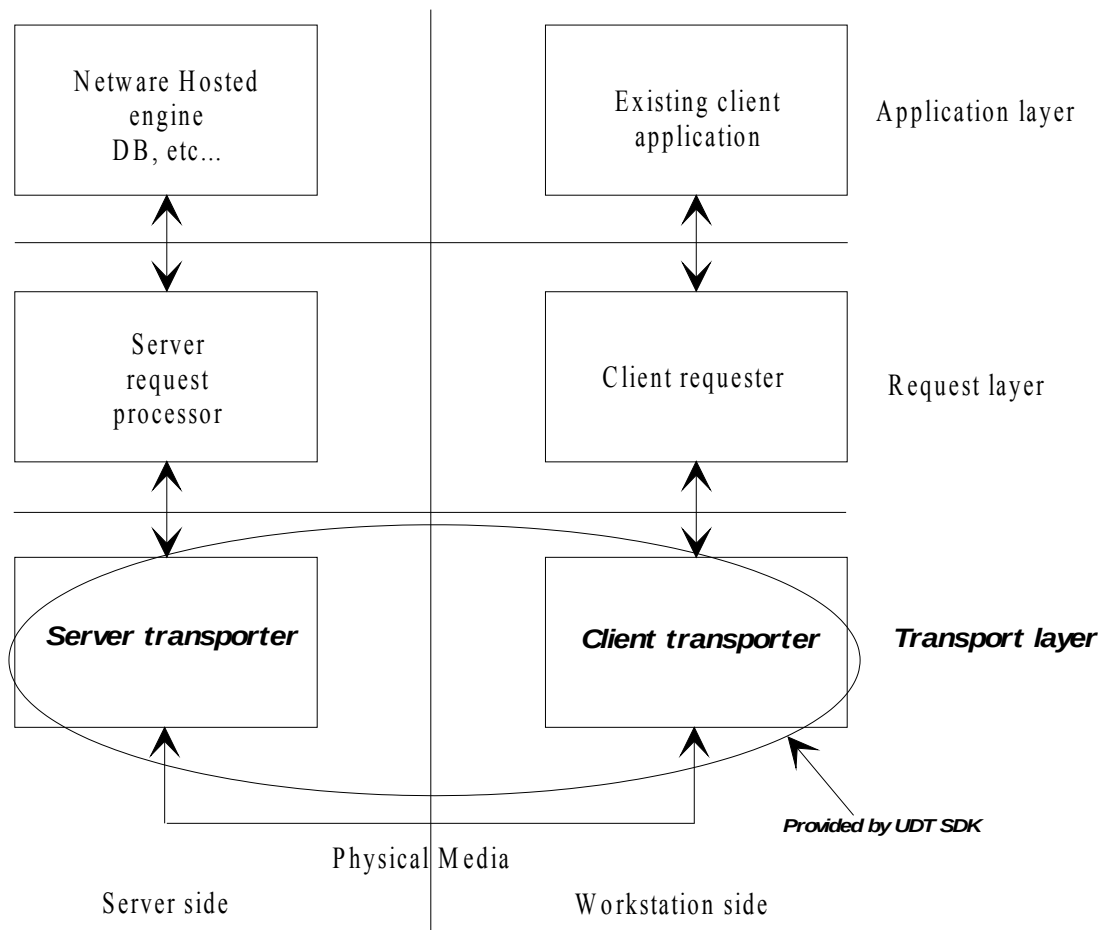 Netware Hosted
engine
DB, etc...
Existing client
application
Application layer
Server
request
processor
Client requester
Request layer
Server transporter
Client transporter
Transport layer
Provided by UDT SDK
Physical Media
Server side
Workstation side